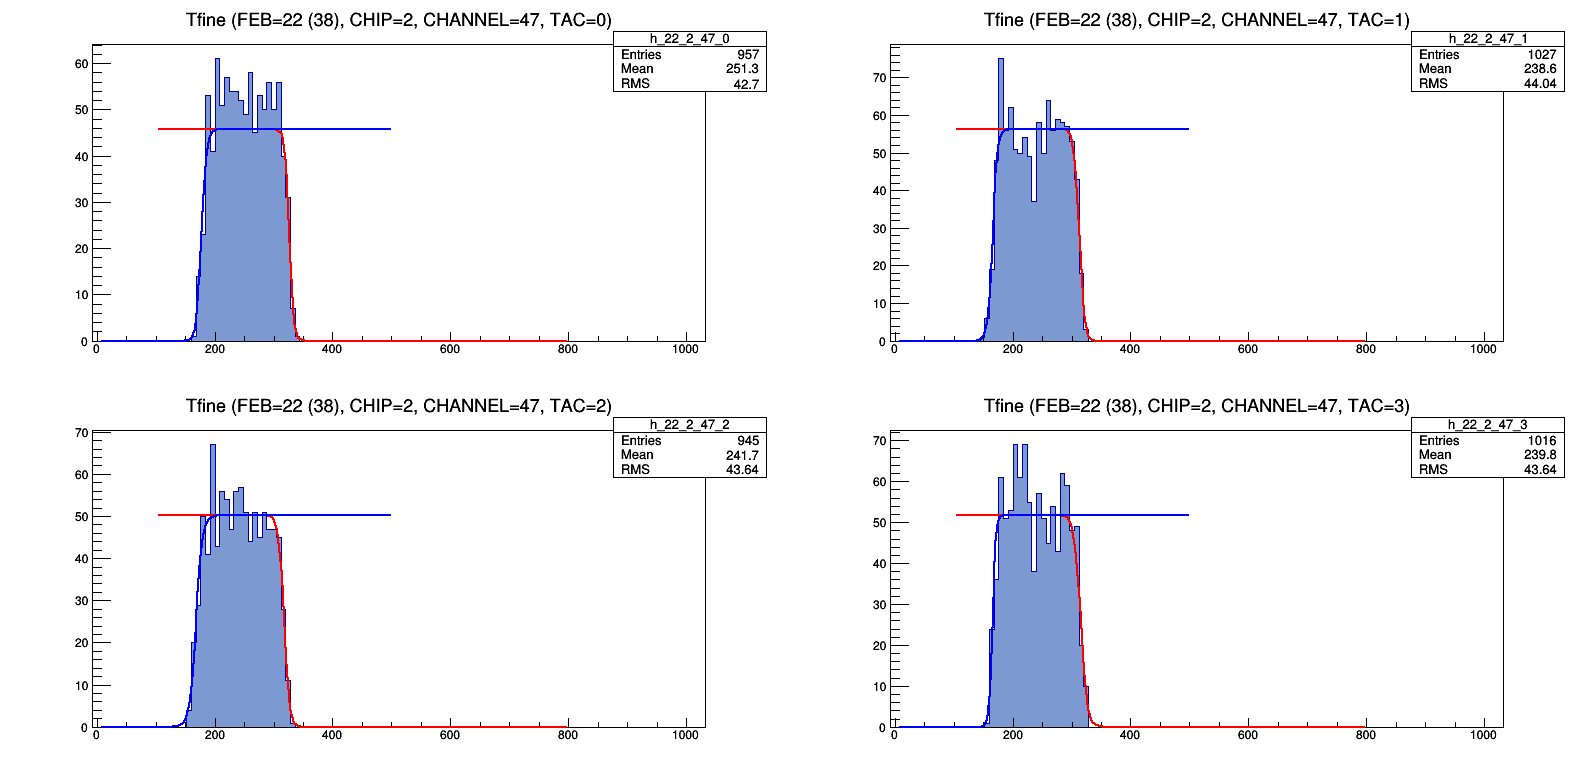 Tfine (FEB=22 (38), CHIP=2, CHANNEL=47, TAC=0)
h_22_2_47_0
Entries 957
Mean 251.3
RMS 42.7
60
50
40
30
20
10
0
0 200 400 600 800 1000
Tfine (FEB=22 (38), CHIP=2, CHANNEL=47, TAC=1)
h_22_2_47_1
Entries 1027
Mean 238.6
RMS 44.04
70
60
50
40
30
20
10
0
0 200 400 600 800 1000
Tfine (FEB=22 (38), CHIP=2, CHANNEL=47, TAC=2)
h_22_2_47_2
Entries 945
Mean 241.7
RMS 43.64
70
60
50
40
30
20
10
0
0 200 400 600 800 1000
Tfine (FEB=22 (38), CHIP=2, CHANNEL=47, TAC=3)
h_22_2_47_3
Entries 1016
Mean 239.8
RMS 43.64
70
60
50
40
30
20
10
0
0 200 400 600 800 1000